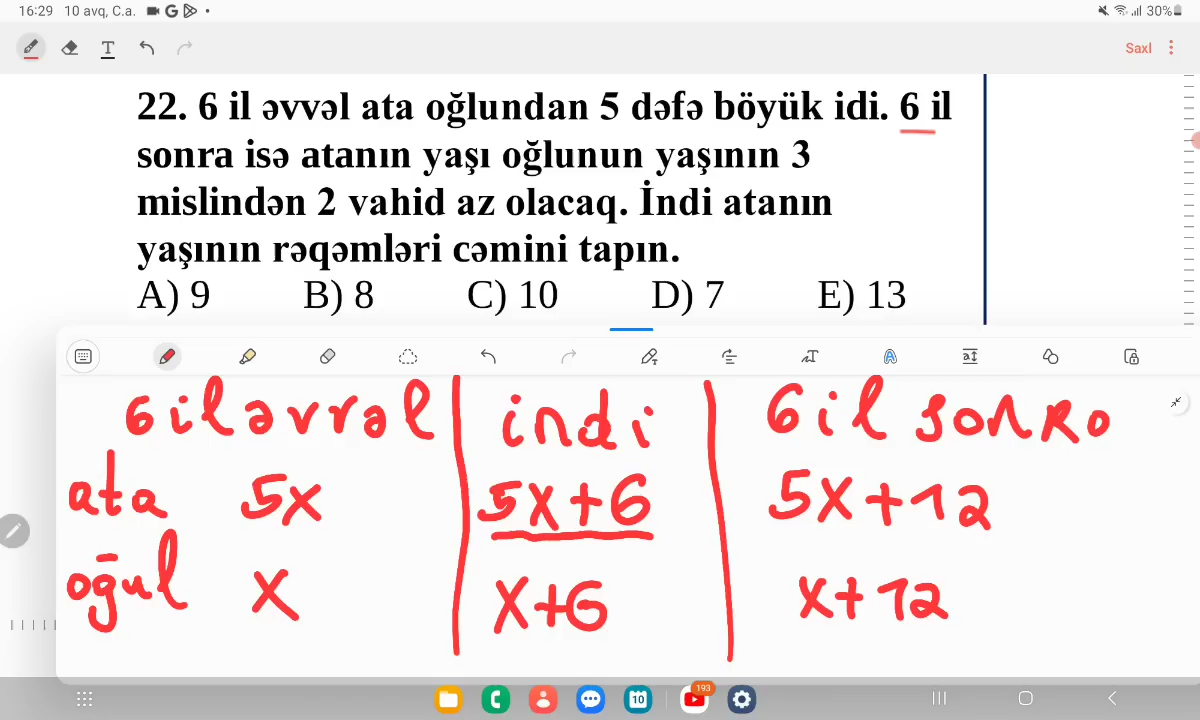 16:29 10 avq, C.a. 30%
T Saxl
22. 6 il əvvəl ata oğlundan 5 dəfə böyük idi. 6 il
sonra isə atanın yaşı oğlunun yaşının 3
mislindən 2 vahid az olacaq. İndi atanın
yaşının rəqəmləri cəmini tapın.
A) 9 B) 8 C) 10 D) 7 E) 13
6 il əvvəl indi 6 il sonra
ata 5x 5x+6 5x+12
oğul x x+6 x+12
10 193